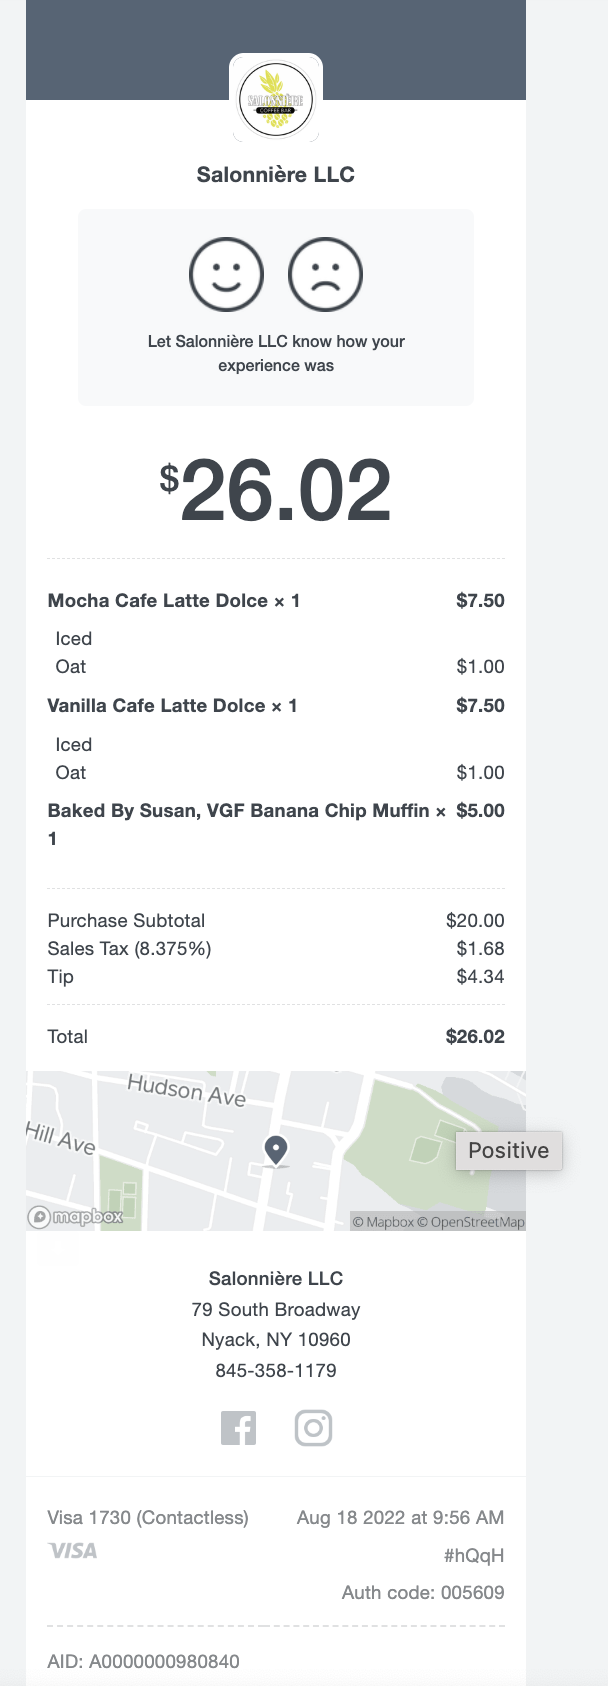 SALONNIÈRE
COFFEE BAR
Salonnière LLC
Let Salonnière LLC know how your
experience was
$26.02
Mocha Cafe Latte Dolce × 1 $7.50
Iced
Oat $1.00
Vanilla Cafe Latte Dolce × 1 $7.50
Iced
Oat $1.00
Baked By Susan, VGF Banana Chip Muffin × $5.00
1
Purchase Subtotal $20.00
Sales Tax (8.375%) $1.68
Tip $4.34
Total $26.02
Hudson Ave
Hill Ave
Positive
mapbox
© Mapbox © OpenStreetMap
Salonnière LLC
79 South Broadway
Nyack, NY 10960
845-358-1179
Visa 1730 (Contactless) Aug 18 2022 at 9:56 AM
VISA #hQqH
Auth code: 005609
AID: A0000000980840